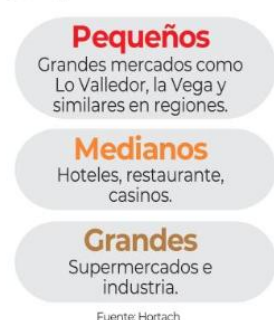 Pequeños
Grandes mercados como
Lo Valledor, la Vega y
similares en regiones.
Medianos
Hoteles, restaurante,
casinos.
Grandes
Supermercados e
industria.
Fuente: Hortach